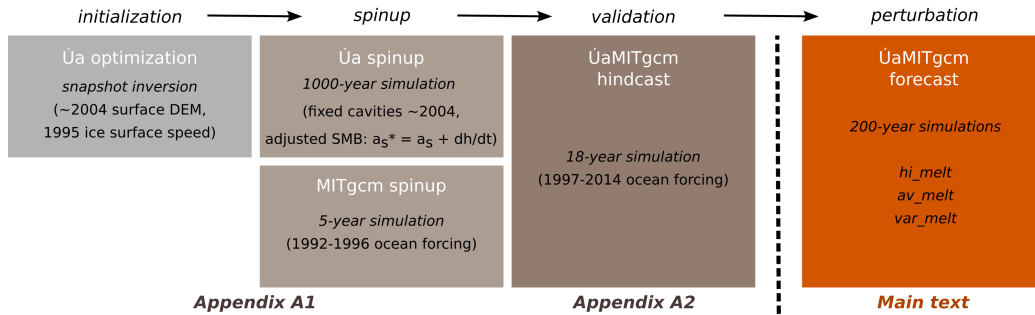 initialization
spinup
validation
perturbation
Úa optimization
snapshot inversion
(~2004 surface DEM,
1995 ice surface speed)
Úa spinup
1000-year simulation
(fixed cavities ~2004,
adjusted SMB: as* = as + dh/dt)
MITgcm spinup
5-year simulation
(1992-1996 ocean forcing)
ÚaMITgcm
hindcast
18-year simulation
(1997-2014 ocean forcing)
ÚaMITgcm
forecast
200-year simulations
hi_melt
av_melt
var_melt
Appendix A1
Appendix A2
Main text